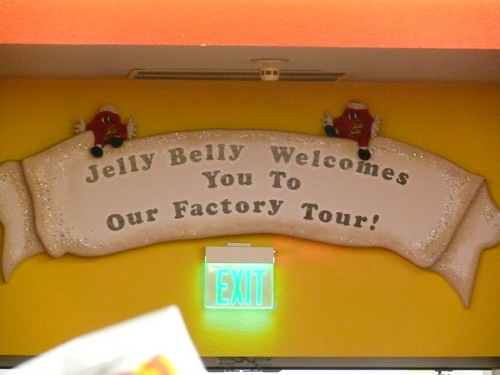 Jelly Belly Welcomes
You To
Our Factory Tour!
EXIT